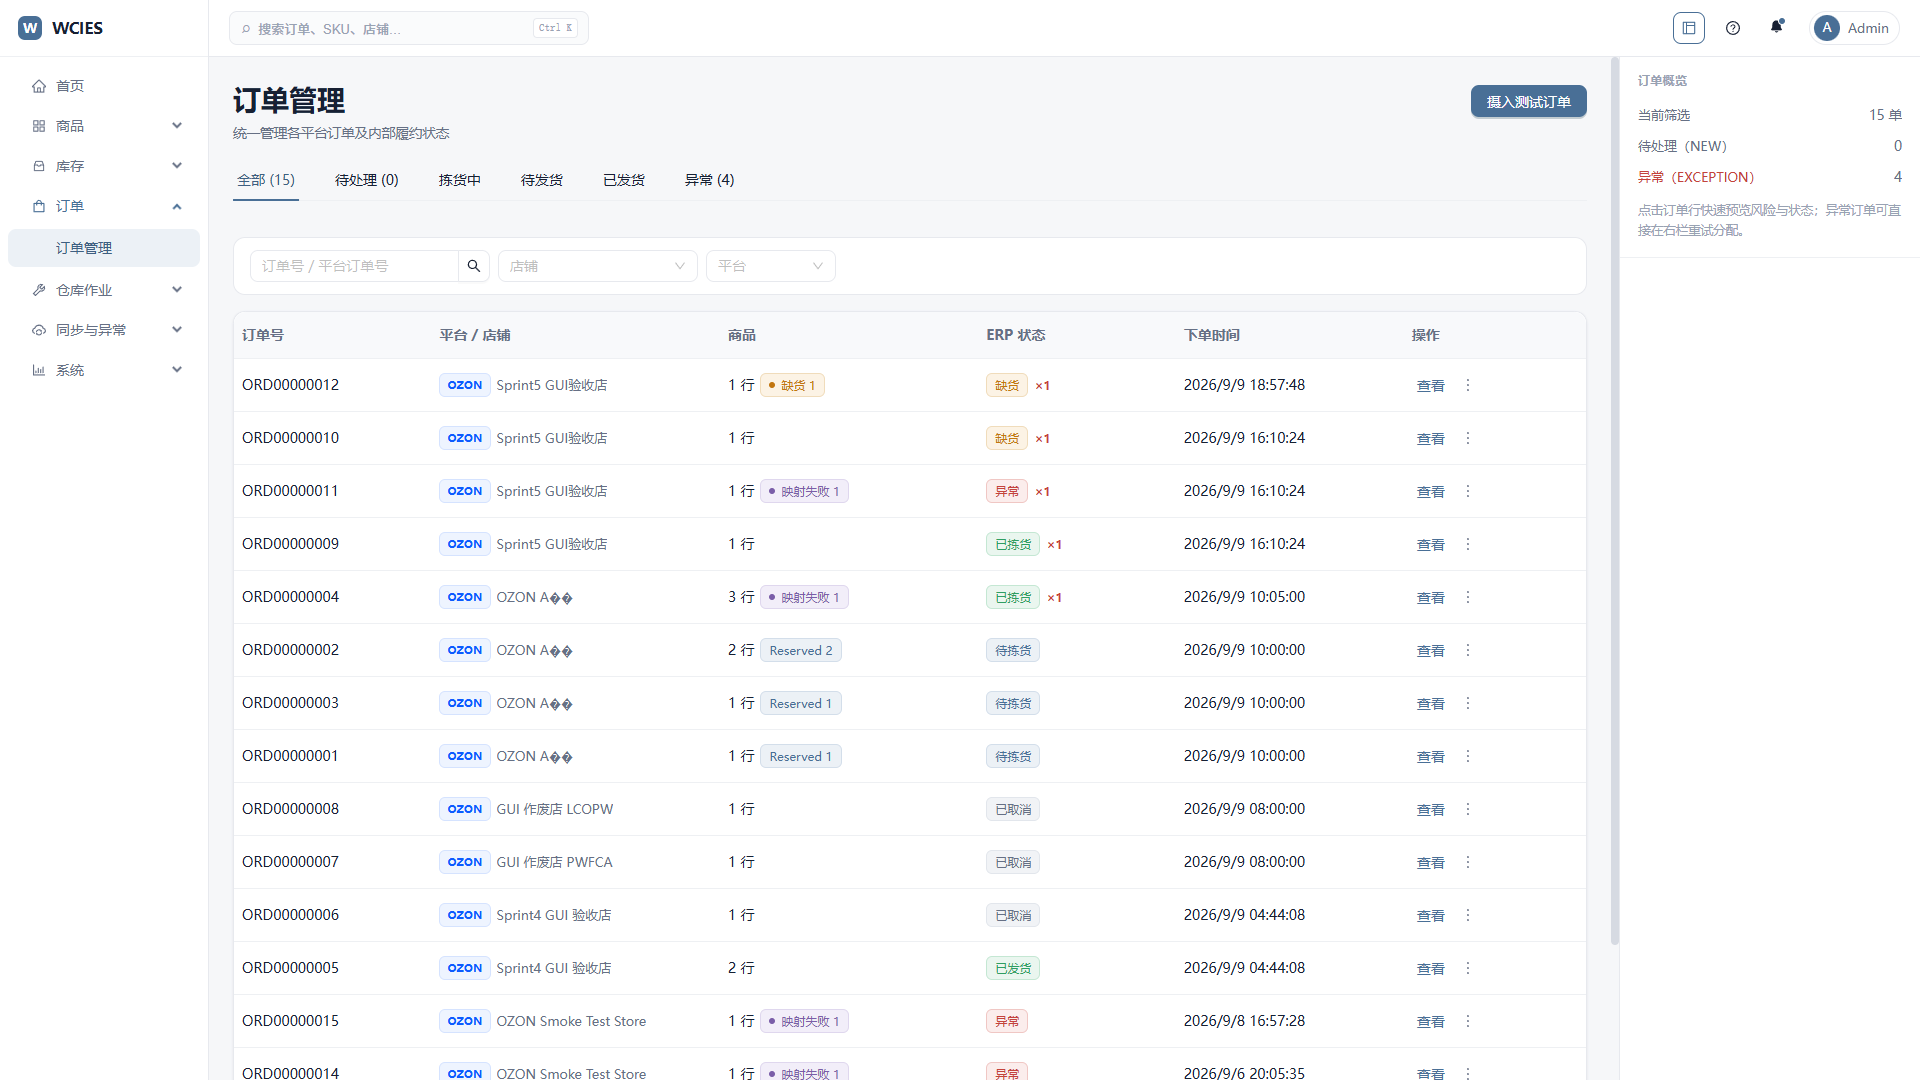 W WCIES
搜索订单、SKU、店铺... Ctrl K
A Admin
首页
商品
库存
订单
订单管理
仓库作业
同步与异常
系统
订单管理
统一管理各平台订单及内部履约状态
摄入测试订单
全部 (15) 待处理 (0) 拣货中 待发货 已发货 异常 (4)
订单号 / 平台订单号 店铺 平台
订单号 平台 / 店铺 商品 ERP 状态 下单时间 操作
ORD00000012 OZON Sprint5 GUI验收店 1 行 缺货 1 缺货 ×1 2026/9/9 18:57:48 查看
ORD00000010 OZON Sprint5 GUI验收店 1 行 缺货 ×1 2026/9/9 16:10:24 查看
ORD00000011 OZON Sprint5 GUI验收店 1 行 映射失败 1 异常 ×1 2026/9/9 16:10:24 查看
ORD00000009 OZON Sprint5 GUI验收店 1 行 已拣货 ×1 2026/9/9 16:10:24 查看
ORD00000004 OZON OZON A�� 3 行 映射失败 1 已拣货 ×1 2026/9/9 10:05:00 查看
ORD00000002 OZON OZON A�� 2 行 Reserved 2 待拣货 2026/9/9 10:00:00 查看
ORD00000003 OZON OZON A�� 1 行 Reserved 1 待拣货 2026/9/9 10:00:00 查看
ORD00000001 OZON OZON A�� 1 行 Reserved 1 待拣货 2026/9/9 10:00:00 查看
ORD00000008 OZON GUI 作废店 LCOPW 1 行 已取消 2026/9/9 08:00:00 查看
ORD00000007 OZON GUI 作废店 PWFCA 1 行 已取消 2026/9/9 08:00:00 查看
ORD00000006 OZON Sprint4 GUI 验收店 1 行 已取消 2026/9/9 04:44:08 查看
ORD00000005 OZON Sprint4 GUI 验收店 2 行 已发货 2026/9/9 04:44:08 查看
ORD00000015 OZON OZON Smoke Test Store 1 行 映射失败 1 异常 2026/9/8 16:57:28 查看
ORD00000014 OZON OZON Smoke Test Store 1 行 映射失败 1 异常 2026/9/6 20:05:35 查看
订单概览
当前筛选 15 单
待处理（NEW） 0
异常（EXCEPTION） 4
点击订单行快速预览风险与状态；异常订单可直
接在右栏重试分配。